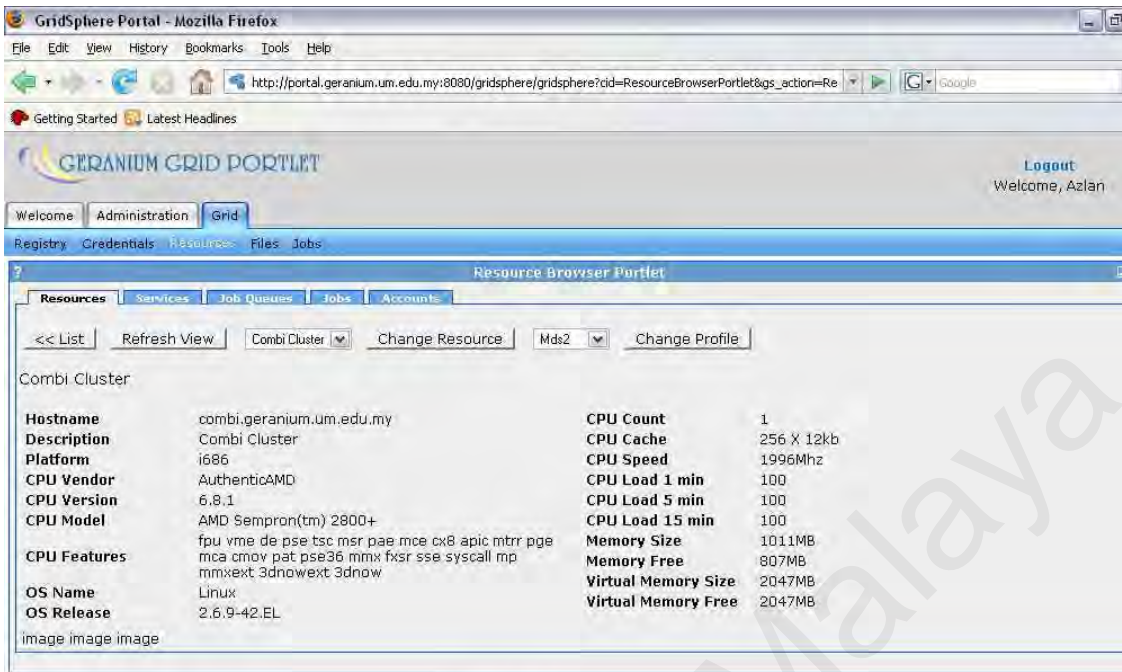 GridSphere Portal - Mozilla Firefox
File Edit View History Bookmarks Tools Help
http://portal.geranium.um.edu.my:8080/gridsphere/gridsphere?cid=ResourceBrowserPortlet&gs_action=Re
G Google
Getting Started Latest Headlines
GERANIUM GRID PORTLET
Logout
Welcome, Azlan
Welcome Administration Grid
Registry Credentials Resources Files Jobs
? Resource Browser Portlet
Resources Services Job Queues Jobs Accounts
<< List Refresh View Combi Cluster Change Resource Mds2 Change Profile
Combi Cluster
Hostname combi.geranium.um.edu.my
Description Combi Cluster
Platform i686
CPU Vendor AuthenticAMD
CPU Version 6.8.1
CPU Model AMD Sempron(tm) 2800+
CPU Features fpu vme de pse tsc msr pae mce cx8 apic mtrr pge
mca cmov pat pse36 mmx fxsr sse syscall mp
mmxext 3dnowext 3dnow
OS Name Linux
OS Release 2.6.9-42.EL
CPU Count 1
CPU Cache 256 X 12kb
CPU Speed 1996Mhz
CPU Load 1 min 100
CPU Load 5 min 100
CPU Load 15 min 100
Memory Size 1011MB
Memory Free 807MB
Virtual Memory Size 2047MB
Virtual Memory Free 2047MB
image image image
Malaya